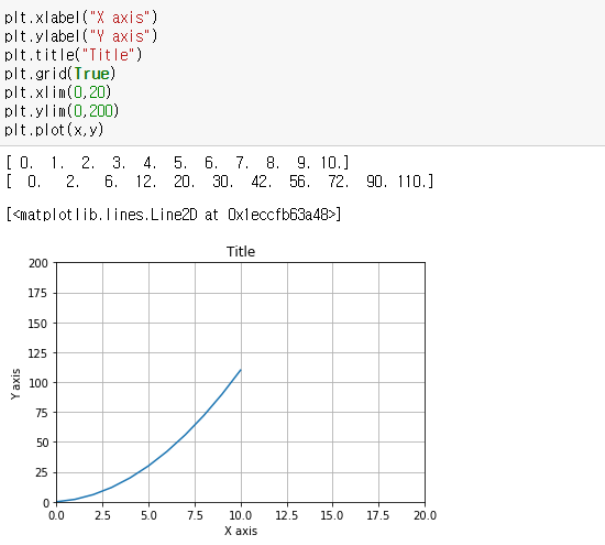 plt.xlabel("X axis")
plt.ylabel("Y axis")
plt.title("Title")
plt.grid(True)
plt.xlim(0,20)
plt.ylim(0,200)
plt.plot(x,y)
[ 0. 1. 2. 3. 4. 5. 6. 7. 8. 9. 10.]
[ 0. 2. 6. 12. 20. 30. 42. 56. 72. 90. 110.]
[<matplotlib.lines.Line2D at 0x1eccfb63a48>]
Title
200
175
150
125
100
75
50
25
0
Y axis
0.0 2.5 5.0 7.5 10.0 12.5 15.0 17.5 20.0
X axis